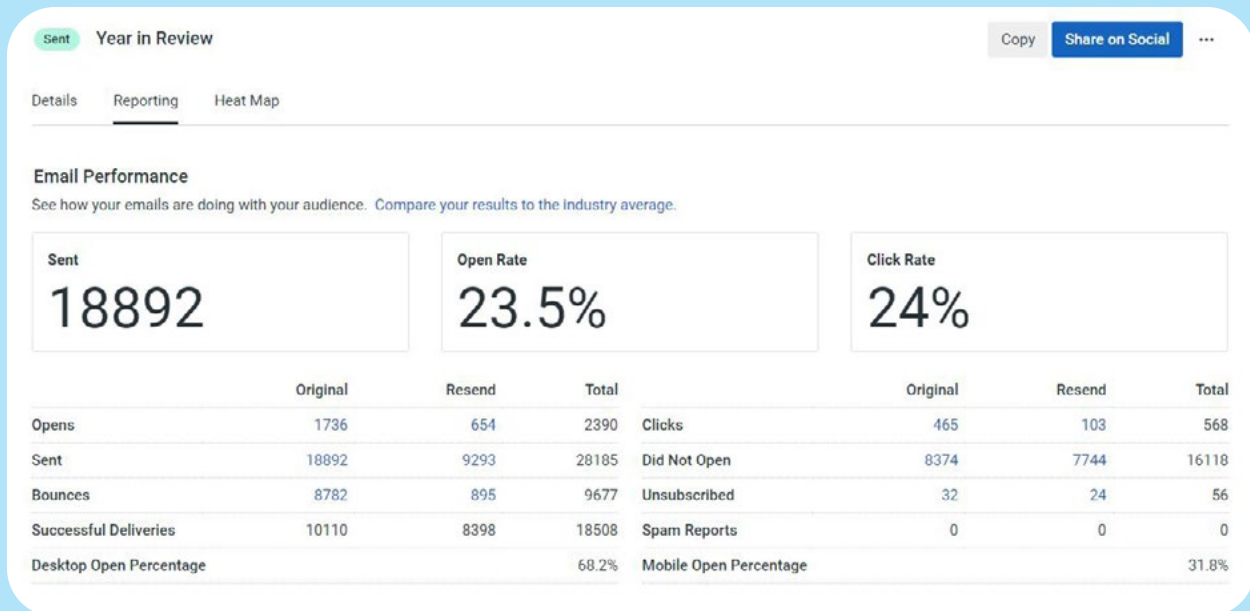 Sent Year in Review Copy Share on Social ...
Details Reporting Heat Map
Email Performance
See how your emails are doing with your audience. Compare your results to the industry average.
Sent Open Rate Click Rate
18892 23.5% 24%
Original Resend Total Original Resend Total
Opens 1736 654 2390 Clicks 465 103 568
Sent 18892 9293 28185 Did Not Open 8374 7744 16118
Bounces 8782 895 9677 Unsubscribed 32 24 56
Successful Deliveries 10110 8398 18508 Spam Reports 0 0 0
Desktop Open Percentage 68.2% Mobile Open Percentage 31.8%